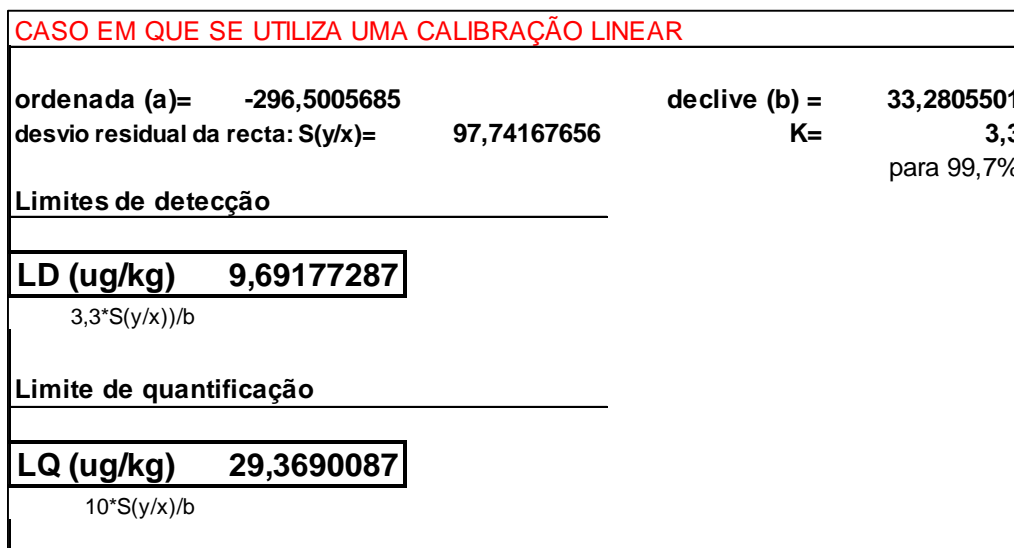 CASO EM QUE SE UTILIZA UMA CALIBRAÇÃO LINEAR
ordenada (a)= -296,5005685 declive (b) = 33,2805501
desvio residual da recta: S(y/x)= 97,74167656 K= 3,3
para 99,7%
Limites de detecção
LD (ug/kg) 9,69177287
3,3*S(y/x))/b
Limite de quantificação
LQ (ug/kg) 29,3690087
10*S(y/x)/b